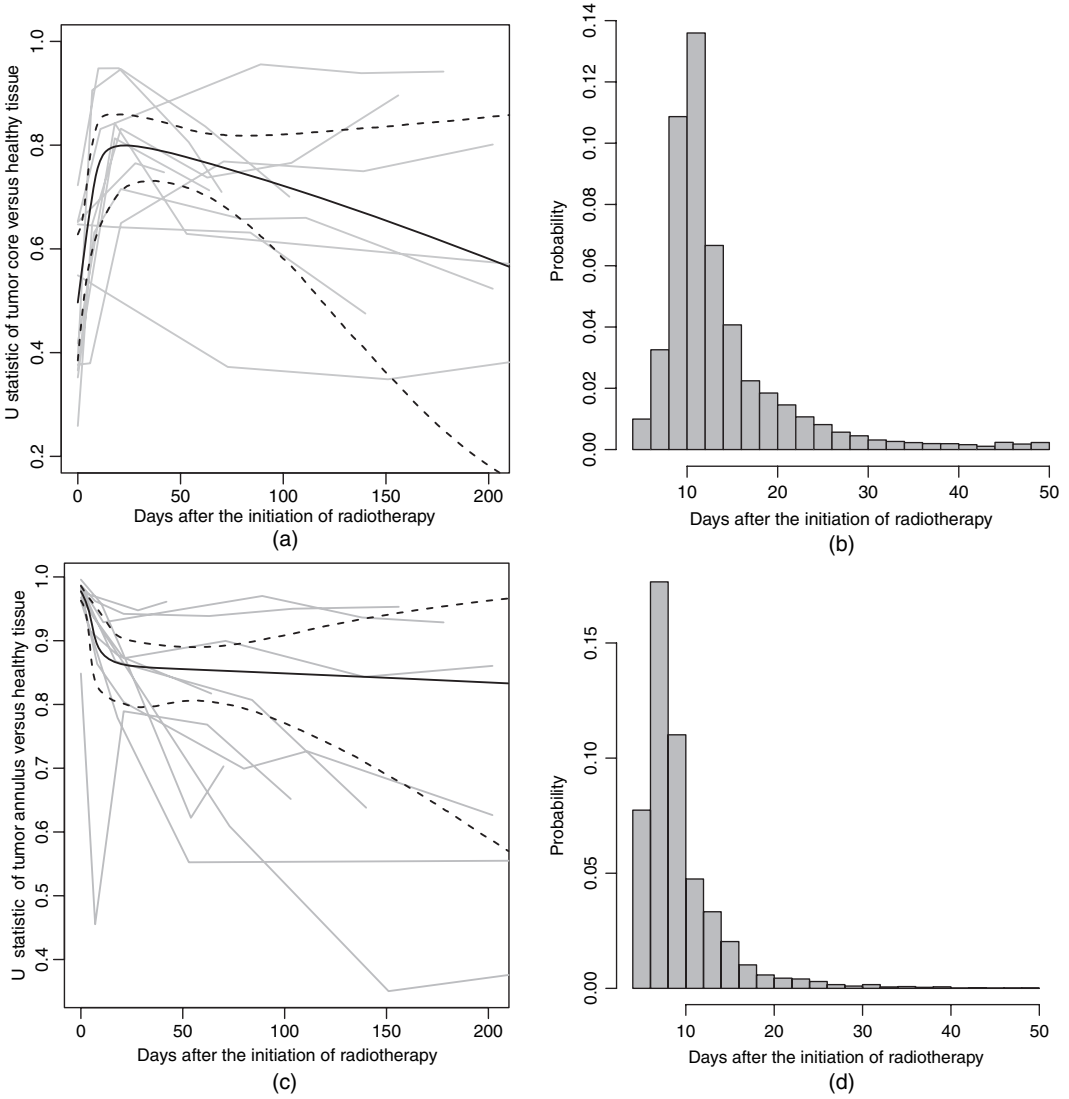 U statistic of tumor core versus healthy tissue
1.0
0.8
0.6
0.4
0.2
0 50 100 150 200
Days after the initiation of radiotherapy
(a)
Probability
0.14
0.12
0.10
0.08
0.06
0.04
0.02
0.00
10 20 30 40 50
Days after the initiation of radiotherapy
(b)
U statistic of tumor annulus versus healthy tissue
1.0
0.9
0.8
0.7
0.6
0.5
0.4
0 50 100 150 200
Days after the initiation of radiotherapy
(c)
Probability
0.15
0.10
0.05
0.00
10 20 30 40 50
Days after the initiation of radiotherapy
(d)